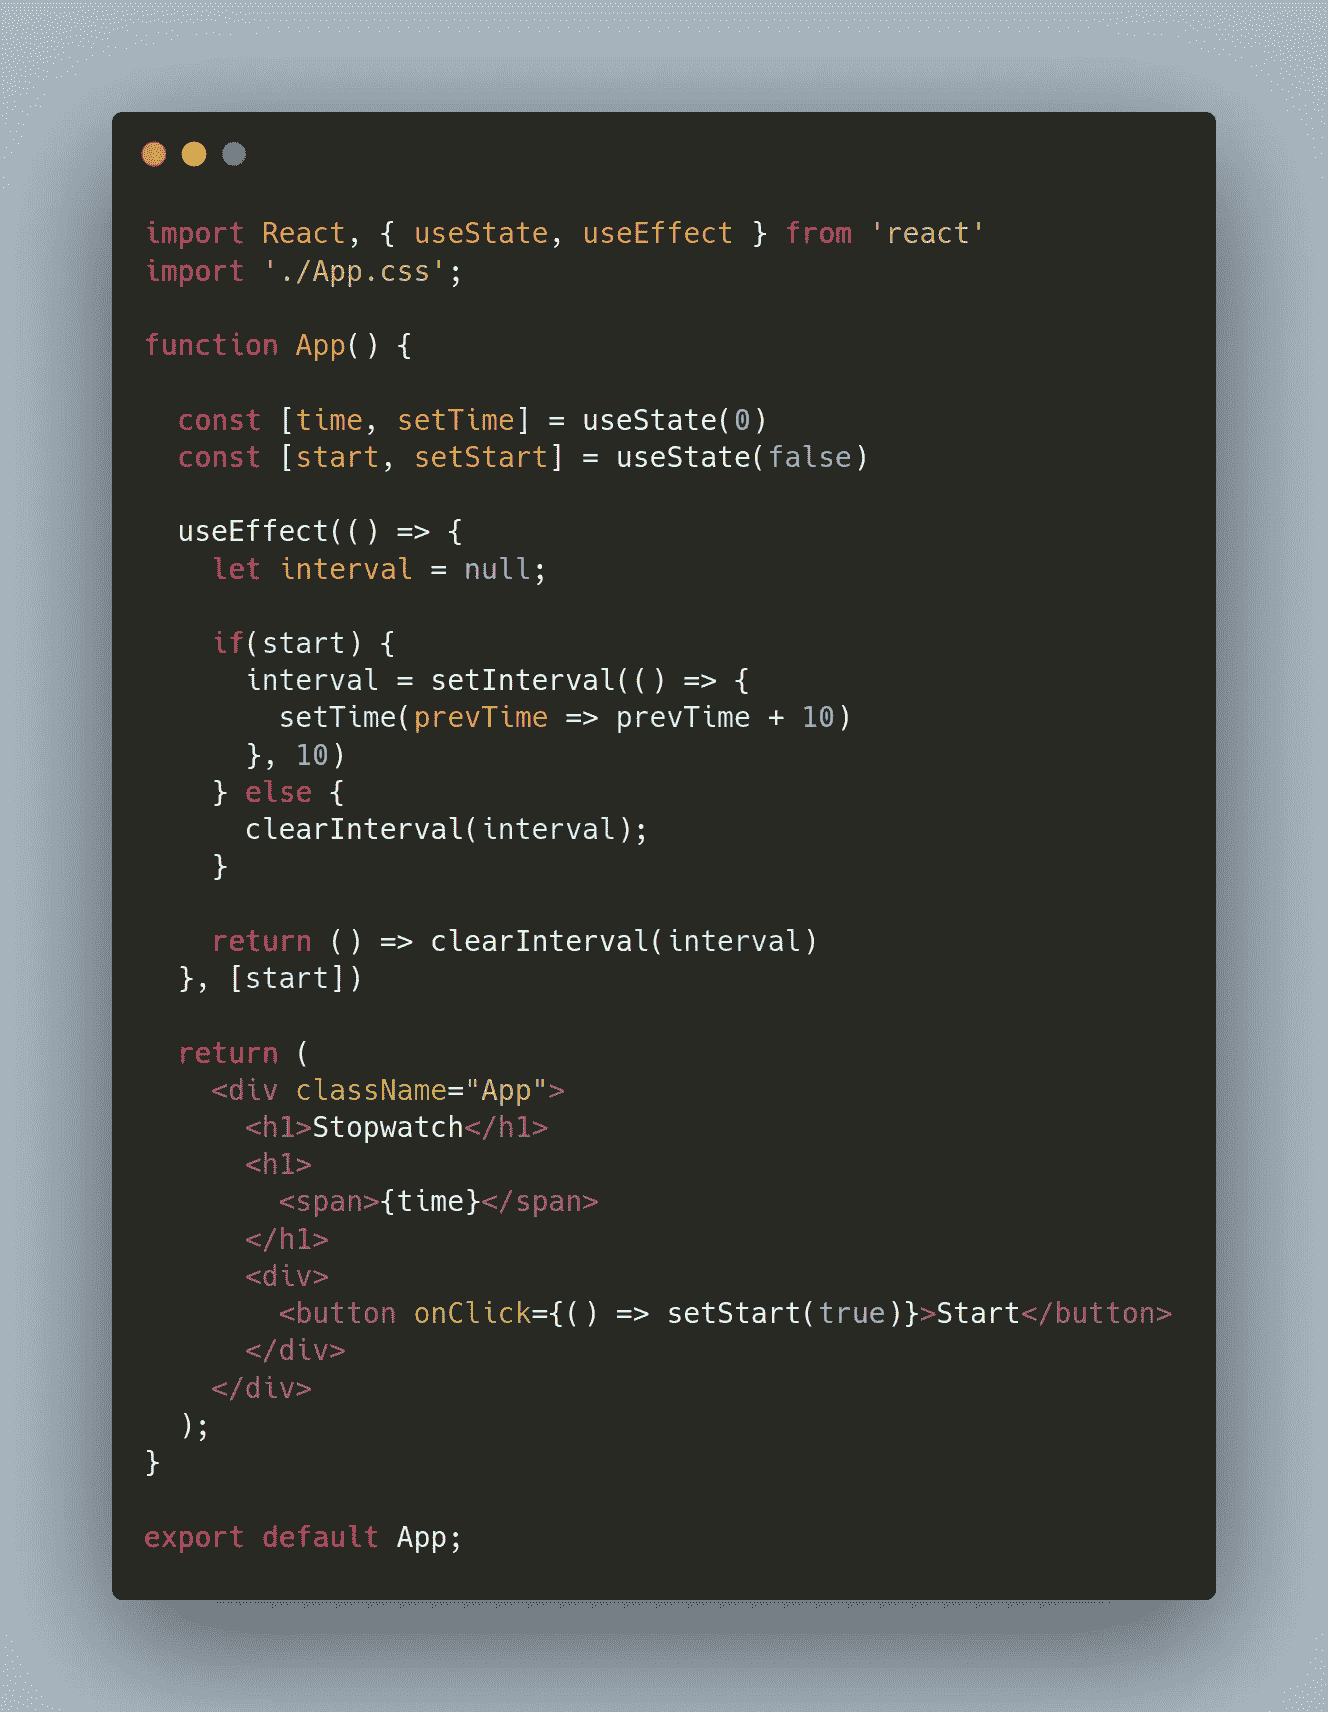 import React, { useState, useEffect } from 'react'
import './App.css';

function App() {

  const [time, setTime] = useState(0)
  const [start, setStart] = useState(false)

  useEffect(() => {
    let interval = null;

    if(start) {
      interval = setInterval(() => {
        setTime(prevTime => prevTime + 10)
      }, 10)
    } else {
      clearInterval(interval);
    }

    return () => clearInterval(interval)
  }, [start])

  return (
    <div className="App">
      <h1>Stopwatch</h1>
      <h1>
        <span>{time}</span>
      </h1>
      <div>
        <button onClick={() => setStart(true)}>Start</button>
      </div>
    </div>
  );
}

export default App;